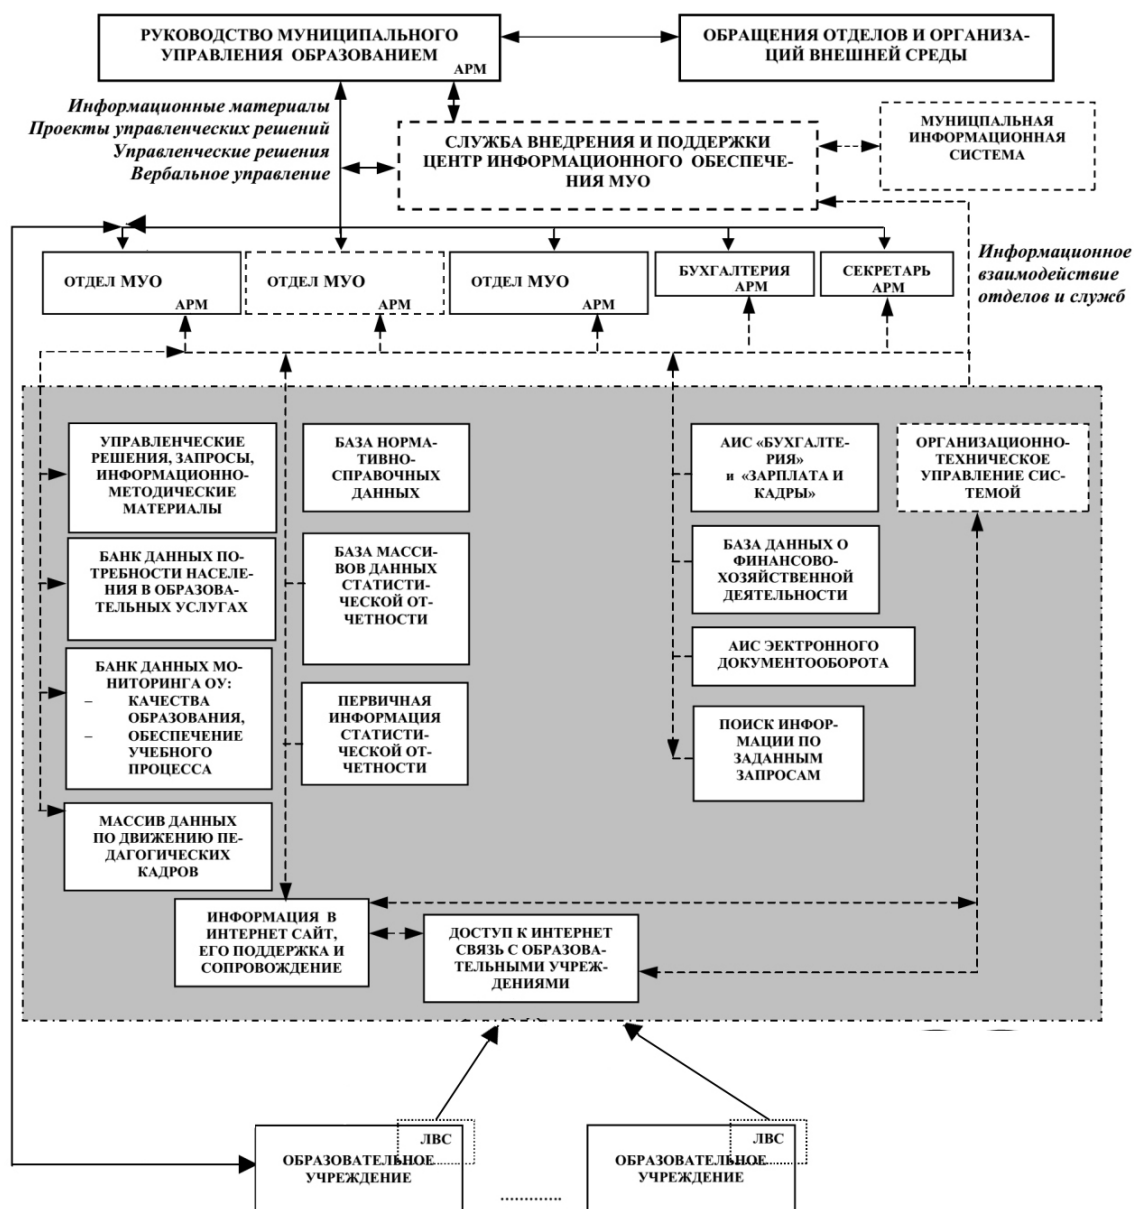 РУКОВОДСТВО МУНИЦИПАЛЬНОГО
УПРАВЛЕНИЯ ОБРАЗОВАНИЕМ
АРМ
ОБРАЩЕНИЯ ОТДЕЛОВ И ОРГАНИЗА-
ЦИЙ ВНЕШНЕЙ СРЕДЫ
Информационные материалы
Проекты управленческих решений
Управленческие решения
Вербальное управление
СЛУЖБА ВНЕДРЕНИЯ И ПОДДЕРЖКИ
ЦЕНТР ИНФОРМАЦИОННОГО ОБЕСПЕЧЕ-
НИЯ МУО
МУНИЦПАЛЬНАЯ
ИНФОРМАЦИОННАЯ
СИСТЕМА
ОТДЕЛ МУО
АРМ
ОТДЕЛ МУО
АРМ
ОТДЕЛ МУО
АРМ
БУХГАЛТЕРИЯ
АРМ
СЕКРЕТАРЬ
АРМ
Информационное
взаимодействие
отделов и служб
УПРАВЛЕНЧЕСКИЕ
РЕШЕНИЯ, ЗАПРОСЫ,
ИНФОРМАЦИОННО-
МЕТОДИЧЕСКИЕ
МАТЕРИАЛЫ
БАНК ДАННЫХ ПО-
ТРЕБНОСТИ НАСЕЛЕ-
НИЯ В ОБРАЗОВА-
ТЕЛЬНЫХ УСЛУГАХ
БАНК ДАННЫХ МО-
НИТОРИНГА ОУ:
– КАЧЕСТВА
ОБРАЗОВАНИЯ,
– ОБЕСПЕЧЕНИЕ
УЧЕБНОГО
ПРОЦЕССА
МАССИВ ДАННЫХ
ПО ДВИЖЕНИЮ ПЕ-
ДАГОГИЧЕСКИХ
КАДРОВ
БАЗА НОРМА-
ТИВНО-
СПРАВОЧНЫХ
ДАННЫХ
БАЗА МАССИ-
ВОВ ДАННЫХ
СТАТИСТИ-
ЧЕСКОЙ ОТ-
ЧЕТНОСТИ
ПЕРВИЧНАЯ
ИНФОРМАЦИЯ
СТАТИСТИ-
ЧЕСКОЙ ОТ-
ЧЕТНОСТИ
АИС «БУХГАЛТЕ-
РИЯ»
и «ЗАРПЛАТА И
КАДРЫ»
БАЗА ДАННЫХ О
ФИНАНСОВО-
ХОЗЯЙСТВЕННОЙ
ДЕЯТЕЛЬНОСТИ
АИС ЭЕКТРОННОГО
ДОКУМЕНТООБОРОТА
ПОИСК ИНФОР-
МАЦИИ ПО
ЗАДАННЫМ
ЗАПРОСАМ
ОРГАНИЗАЦИОННО-
ТЕХНИЧЕСКОЕ
УПРАВЛЕНИЕ СИС-
ТЕМОЙ
ИНФОРМАЦИЯ В
ИНТЕРНЕТ САЙТ,
ЕГО ПОДДЕРЖКА И
СОПРОВОЖДЕНИЕ
ДОСТУП К ИНТЕРНЕТ
СВЯЗЬ С ОБРАЗОВА-
ТЕЛЬНЫМИ УЧРЕЖ-
ДЕНИЯМИ
ЛВС
ОБРАЗОВАТЕЛЬНОЕ
УЧРЕЖДЕНИЕ
.............
ЛВС
ОБРАЗОВАТЕЛЬНОЕ
УЧРЕЖДЕНИЕ